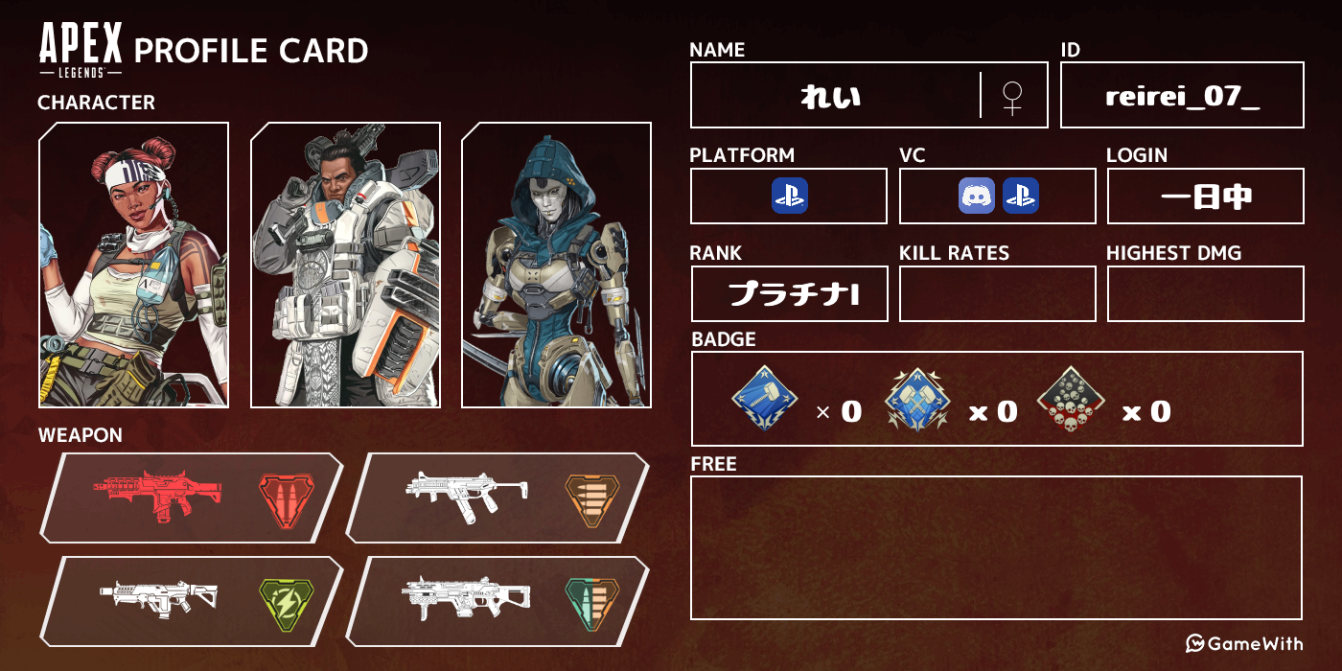 APEX
LEGENDS
PROFILE CARD
CHARACTER
WEAPON
NAME
れい
♀
ID
reirei_07_
PLATFORM
VC
LOGIN
一日中
RANK
プラチナI
KILL RATES
HIGHEST DMG
BADGE
× 0
x 0
x 0
FREE
GameWith